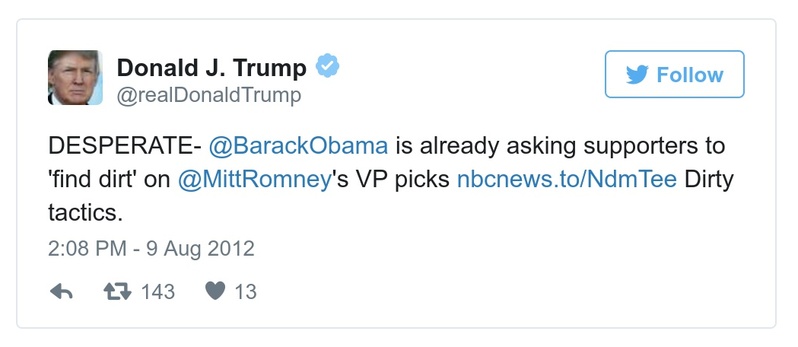 Donald J. Trump
@realDonaldTrump
Follow
DESPERATE- @BarackObama is already asking supporters to
'find dirt' on @MittRomney's VP picks nbcnews.to/NdmTee Dirty
tactics.
2:08 PM - 9 Aug 2012
143 13